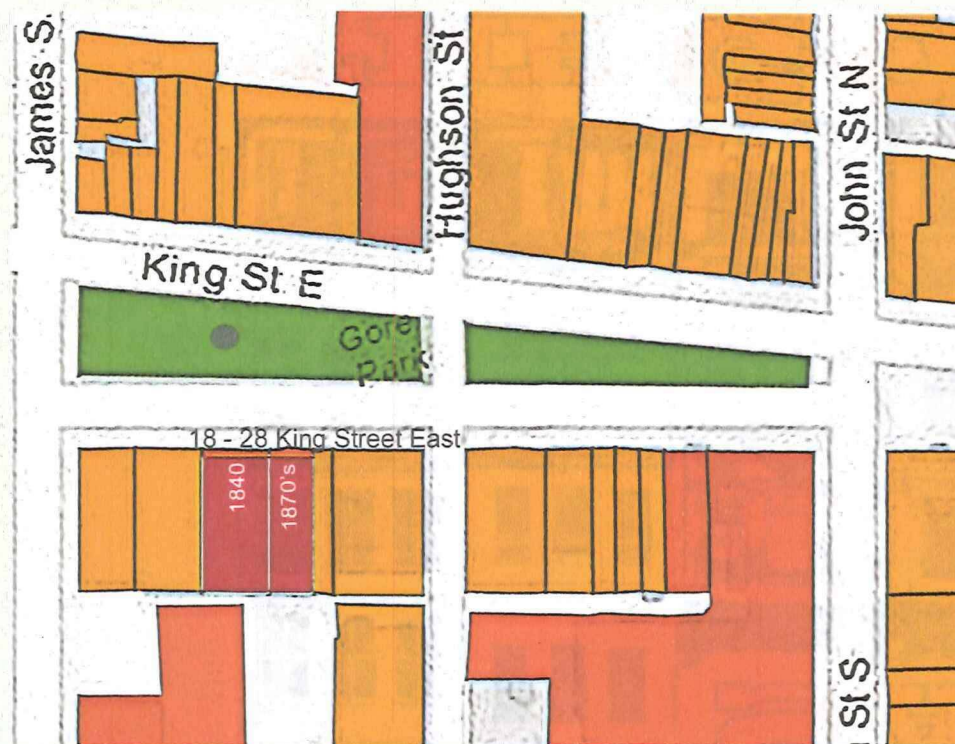 James S.
Hughson St
John St N
King St. E
Gore
Park
18 - 28 King Street East
1840
1870's
St S